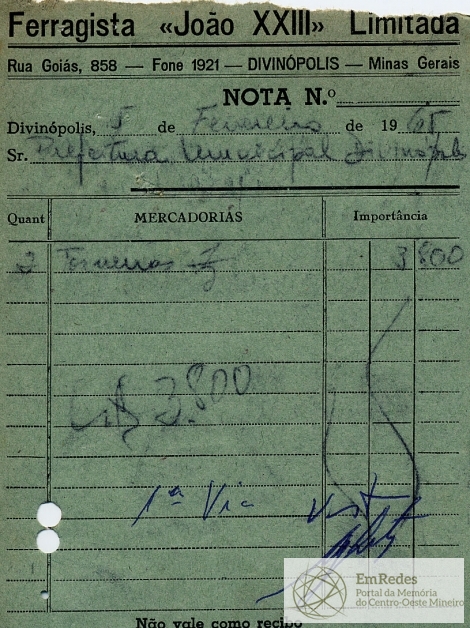 Ferragista «João XXIII» Limitada
Rua Goiás, 858 — Fone 1921 — DIVINÓPOLIS — Minas Gerais
NOTA N.º
Divinópolis, 5 de Fevereiro de 1965
Sr. Prefeitura Municipal Divinópolis
Quant MERCADORIAS Importância
2 Torneiras 3 800
3.800
1ª Via Visto
EmRedes
Portal da Memória
do Centro-Oeste Mineiro
Não vale como recibo